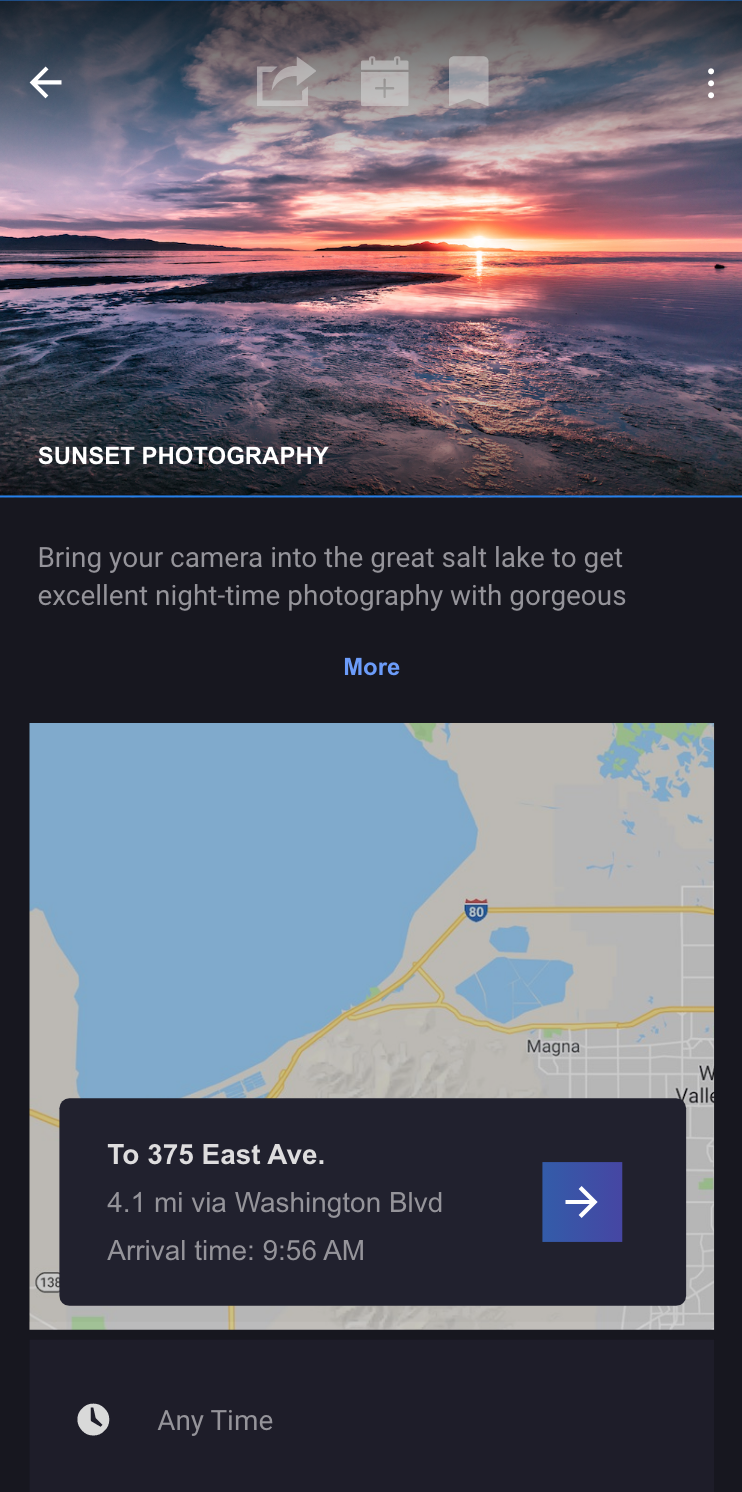 SUNSET PHOTOGRAPHY
Bring your camera into the great salt lake to get
excellent night-time photography with gorgeous
More
80
Magna
W
Valle
To 375 East Ave.
4.1 mi via Washington Blvd
Arrival time: 9:56 AM
138
Any Time